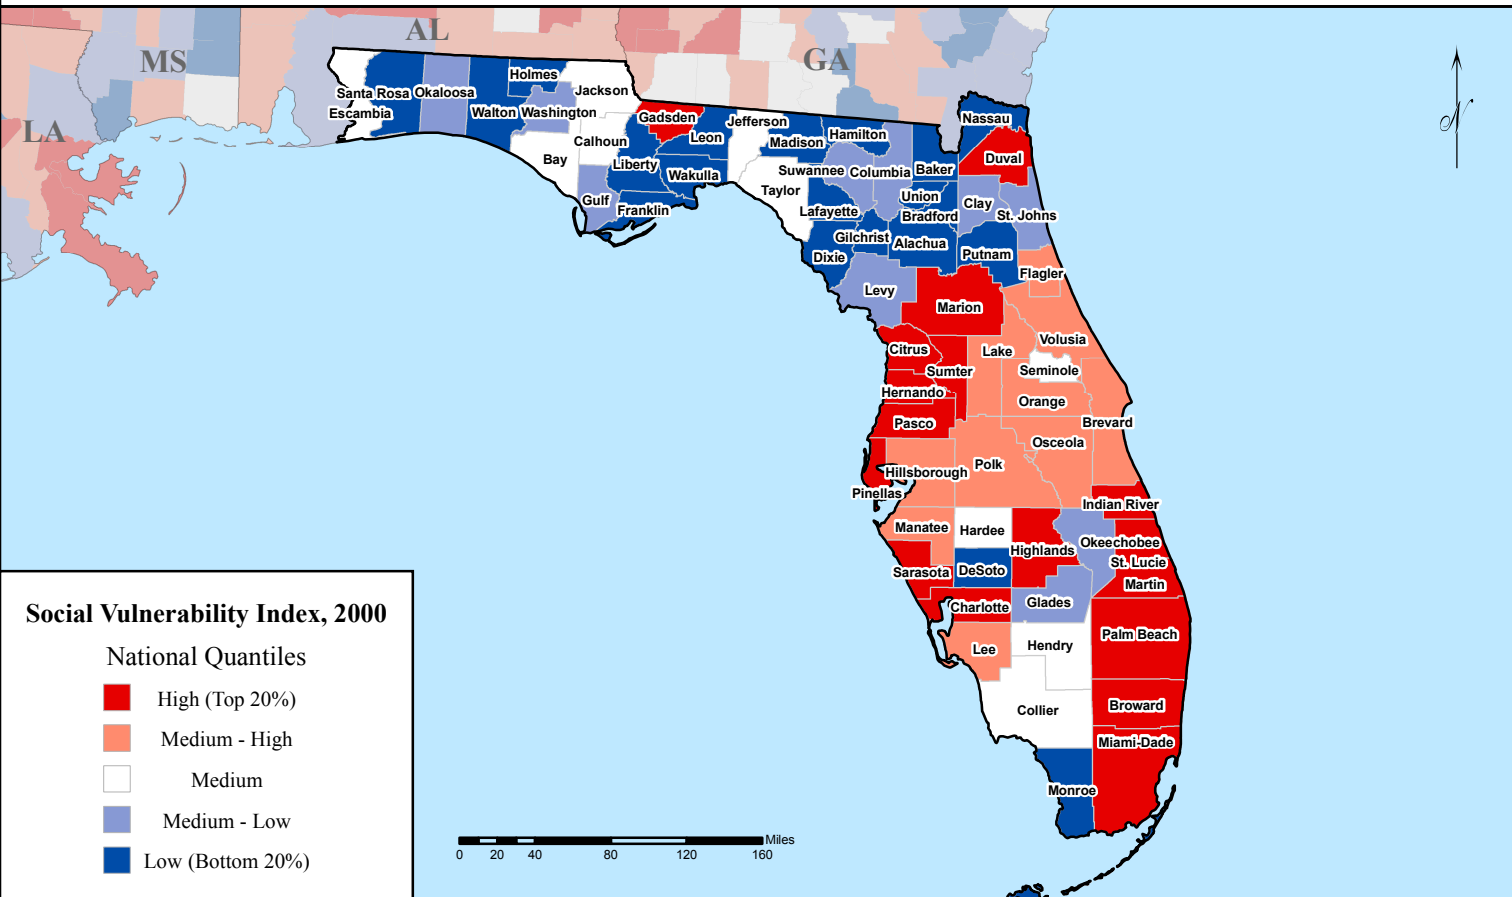 AL
MS
GA
LA
N
Holmes
Jackson
Santa Rosa
Okaloosa
Escambia
Walton
Washington
Gadsden
Jefferson
Nassau
Leon
Madison
Hamilton
Calhoun
Bay
Liberty
Wakulla
Suwannee
Columbia
Baker
Duval
Taylor
Gulf
Franklin
Lafayette
Union
Bradford
Clay
St. Johns
Gilchrist
Alachua
Dixie
Putnam
Flagler
Levy
Marion
Citrus
Lake
Volusia
Sumter
Seminole
Hernando
Orange
Pasco
Brevard
Osceola
Hillsborough
Polk
Pinellas
Indian River
Manatee
Hardee
Okeechobee
Highlands
St. Lucie
Sarasota
DeSoto
Martin
Charlotte
Glades
Palm Beach
Lee
Hendry
Collier
Broward
Miami-Dade
Monroe
Social Vulnerability Index, 2000
National Quantiles
High (Top 20%)
Medium - High
Medium
Medium - Low
Low (Bottom 20%)
Miles
0 20 40 80 120 160